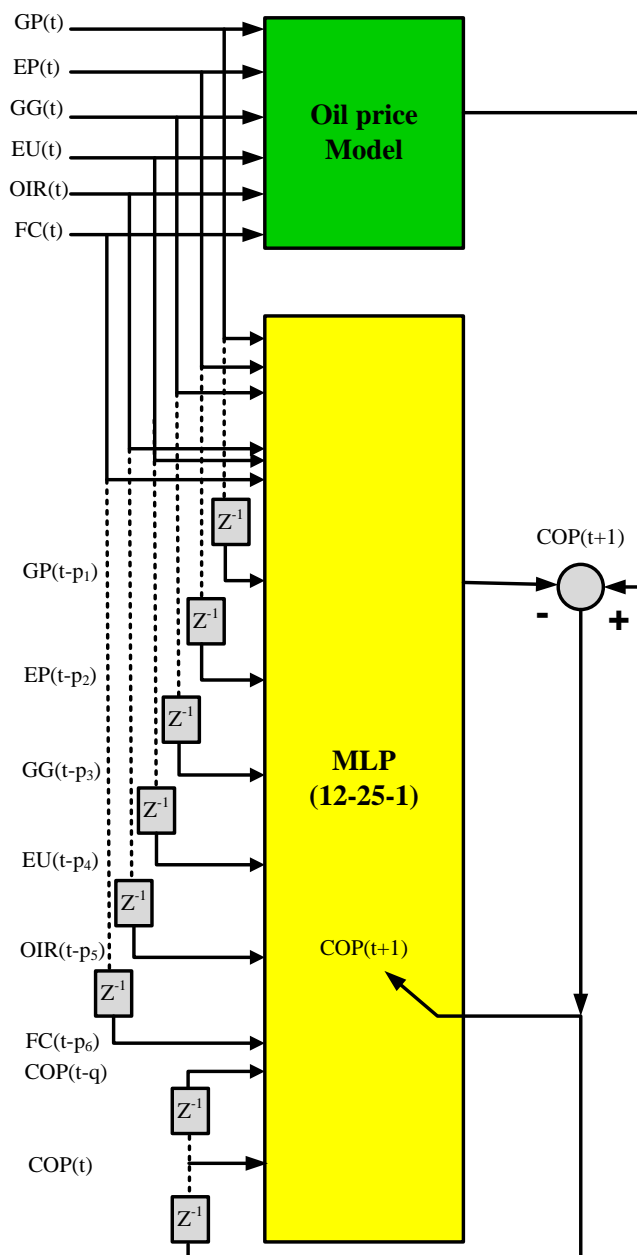 GP(t)
EP(t)
GG(t)
EU(t)
OIR(t)
FC(t)
Oil price
Model
Z⁻¹
GP(t-p₁)
COP(t+1)
Z⁻¹
- +
EP(t-p₂)
Z⁻¹
GG(t-p₃)
MLP
(12-25-1)
Z⁻¹
EU(t-p₄)
Z⁻¹
OIR(t-p₅)
COP(t+1)
Z⁻¹
FC(t-p₆)
COP(t-q)
Z⁻¹
COP(t)
Z⁻¹